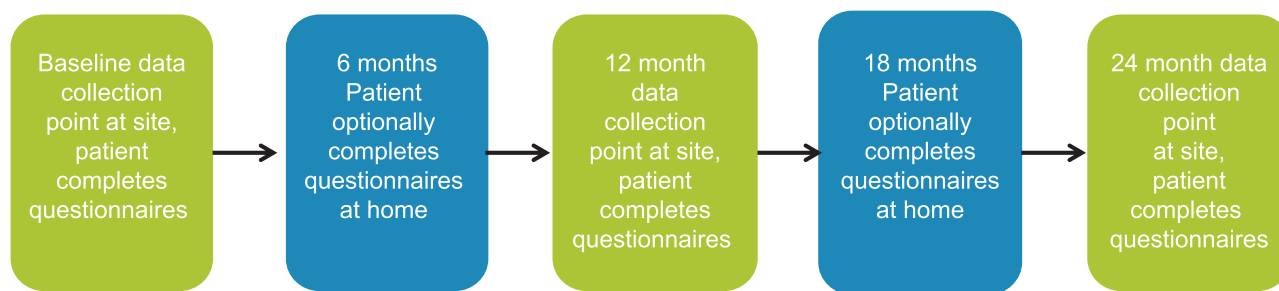 Baseline data
collection
point at site,
patient
completes
questionnaires
6 months
Patient
optionally
completes
questionnaires
at home
12 month
data
collection
point at site,
patient
completes
questionnaires
18 months
Patient
optionally
completes
questionnaires
at home
24 month data
collection
point
at site,
patient
completes
questionnaires